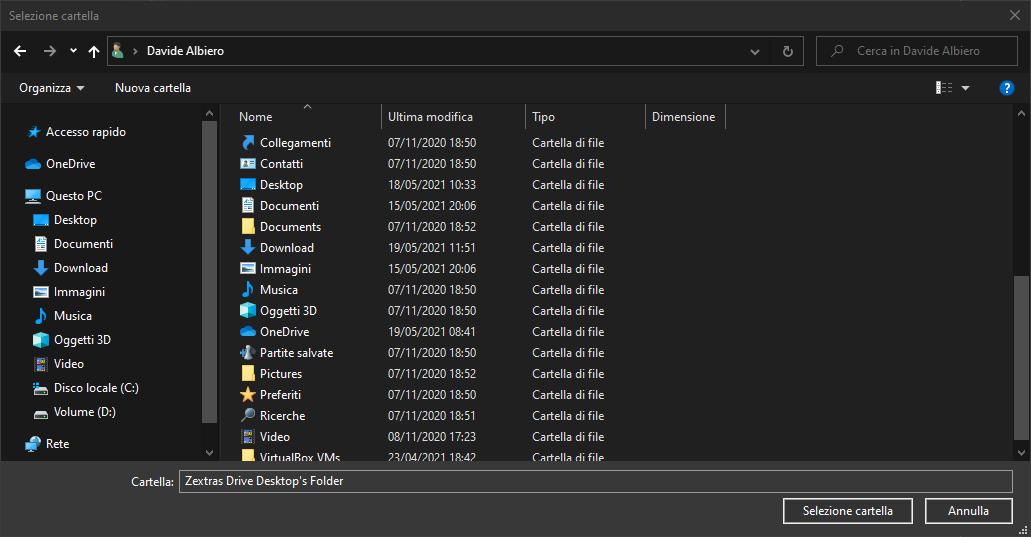 Selezione cartella
Davide Albiero
Cerca in Davide Albiero
Organizza Nuova cartella
?
Accesso rapido
OneDrive
Questo PC
Desktop
Documenti
Download
Immagini
Musica
Oggetti 3D
Video
Disco locale (C:)
Volume (D:)
Rete
Nome Ultima modifica Tipo Dimensione
Collegamenti 07/11/2020 18:50 Cartella di file
Contatti 07/11/2020 18:50 Cartella di file
Desktop 18/05/2021 10:33 Cartella di file
Documenti 15/05/2021 20:06 Cartella di file
Documents 07/11/2020 18:52 Cartella di file
Download 19/05/2021 11:51 Cartella di file
Immagini 15/05/2021 20:06 Cartella di file
Musica 07/11/2020 18:50 Cartella di file
Oggetti 3D 07/11/2020 18:50 Cartella di file
OneDrive 19/05/2021 08:41 Cartella di file
Partite salvate 07/11/2020 18:50 Cartella di file
Pictures 07/11/2020 18:52 Cartella di file
Preferiti 07/11/2020 18:50 Cartella di file
Ricerche 07/11/2020 18:51 Cartella di file
Video 08/11/2020 17:23 Cartella di file
VirtualBox VMs 23/04/2021 18:42 Cartella di file
Cartella: Zextras Drive Desktop's Folder
Selezione cartella Annulla